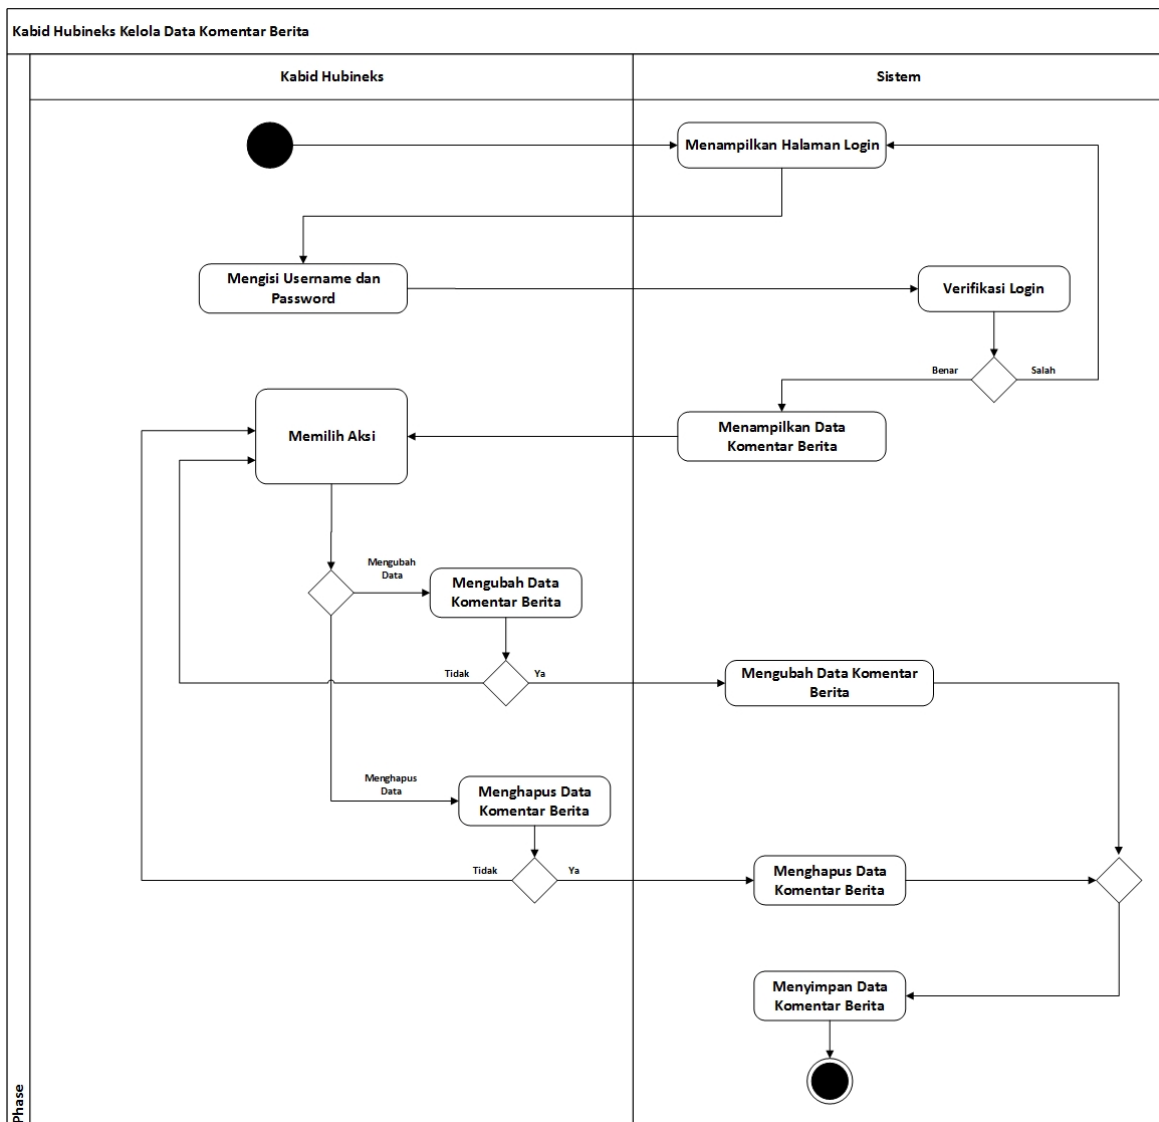 Kabid Hubineks Kelola Data Komentar Berita
Kabid Hubineks
Sistem
Menampilkan Halaman Login
Mengisi Username dan
Password
Verifikasi Login
Benar
Salah
Menampilkan Data
Komentar Berita
Memilih Aksi
Mengubah
Data
Mengubah Data
Komentar Berita
Tidak
Ya
Mengubah Data Komentar
Berita
Menghapus
Data
Menghapus Data
Komentar Berita
Tidak
Ya
Menghapus Data
Komentar Berita
Menyimpan Data
Komentar Berita
Phase